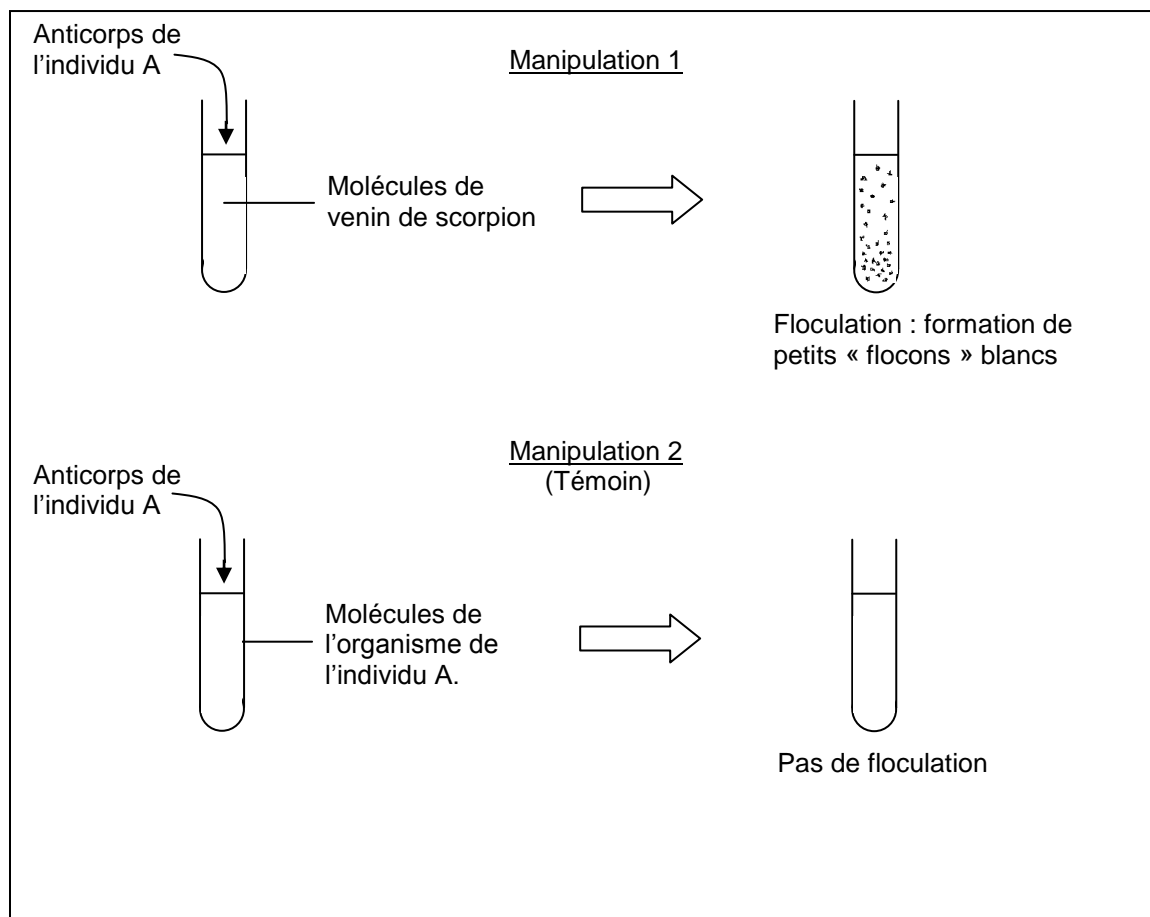 Anticorps de
l'individu A
Manipulation 1
Molécules de
venin de scorpion
Floculation : formation de
petits « flocons » blancs
Manipulation 2
(Témoin)
Anticorps de
l'individu A
Molécules de
l'organisme de
l'individu A.
Pas de floculation